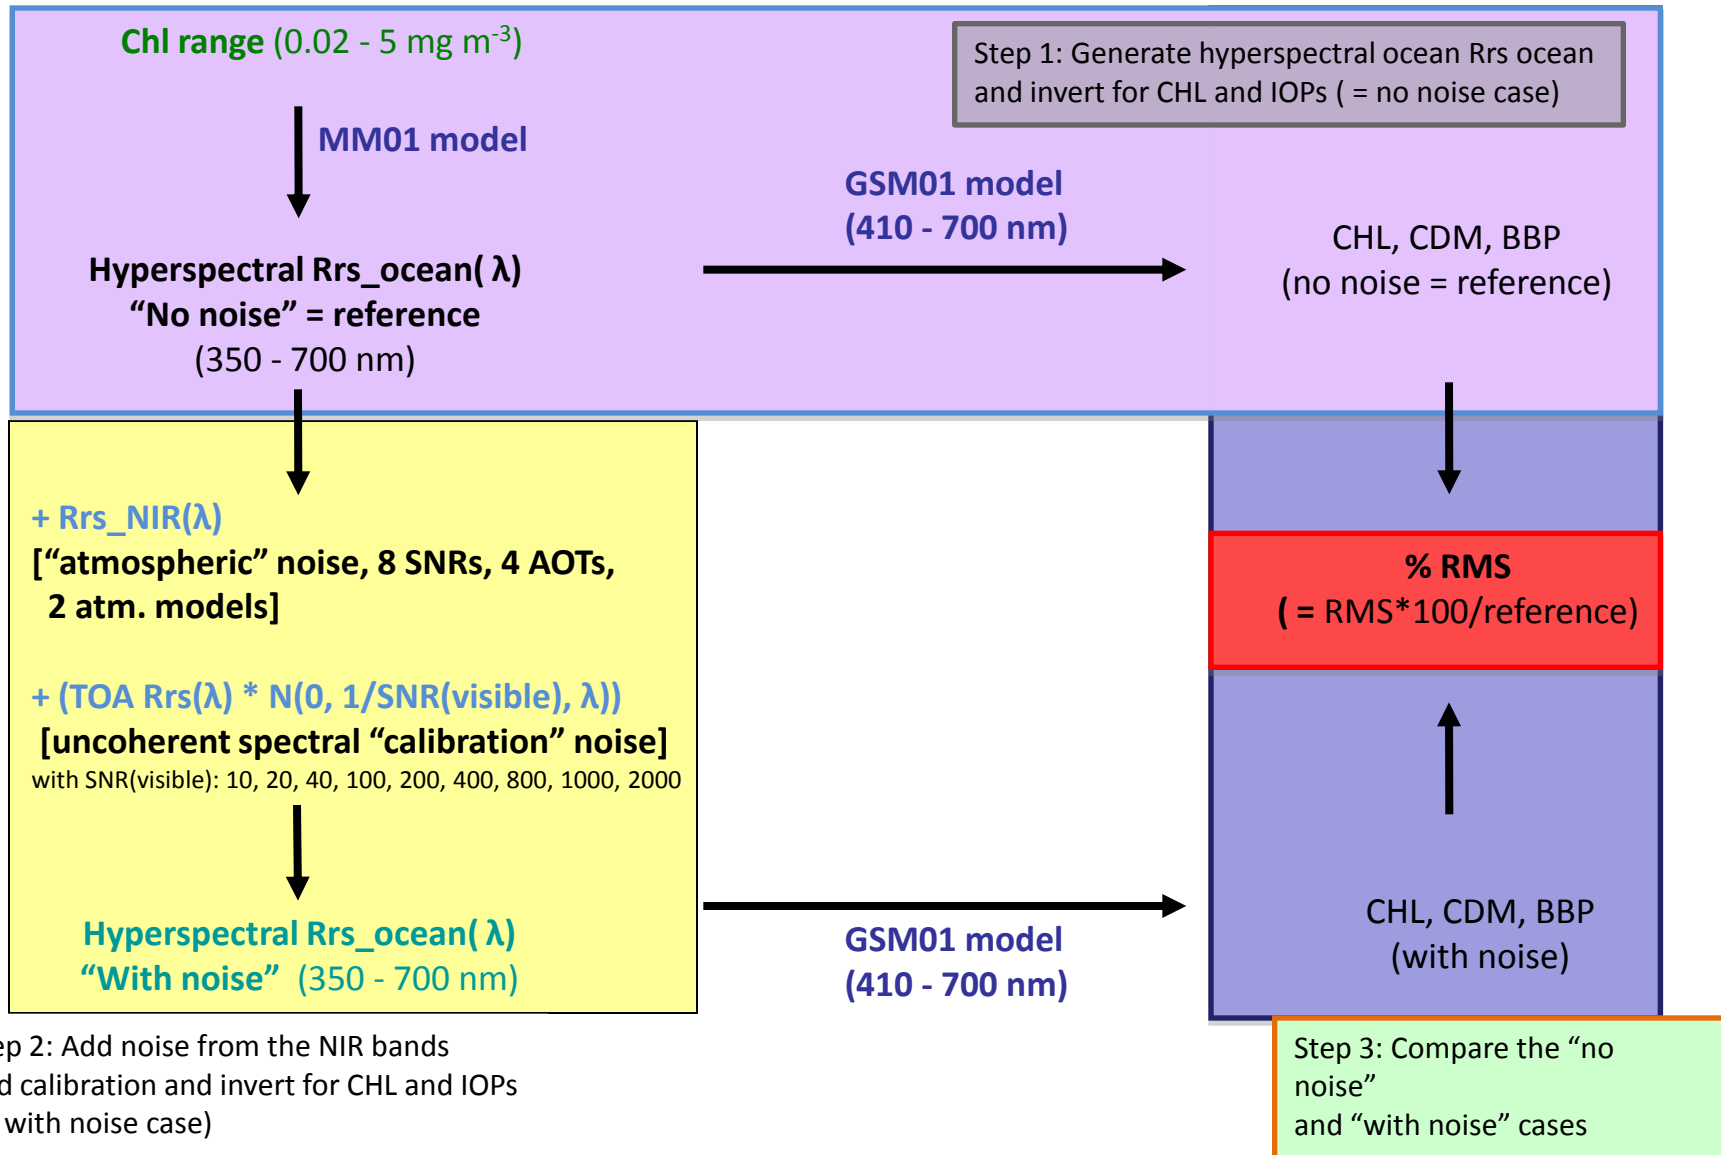 Chl range (0.02 - 5 mg m-3)
Step 1: Generate hyperspectral ocean Rrs ocean
and invert for CHL and IOPs ( = no noise case)
MM01 model
GSM01 model
(410 - 700 nm)
Hyperspectral Rrs_ocean( λ)
“No noise” = reference
(350 - 700 nm)
CHL, CDM, BBP
(no noise = reference)
+ Rrs_NIR(λ)
[“atmospheric” noise, 8 SNRs, 4 AOTs,
2 atm. models]
% RMS
( = RMS*100/reference)
+ (TOA Rrs(λ) * N(0, 1/SNR(visible), λ))
[uncoherent spectral “calibration” noise]
with SNR(visible): 10, 20, 40, 100, 200, 400, 800, 1000, 2000
Hyperspectral Rrs_ocean( λ)
“With noise” (350 - 700 nm)
GSM01 model
(410 - 700 nm)
CHL, CDM, BBP
(with noise)
ep 2: Add noise from the NIR bands
d calibration and invert for CHL and IOPs
with noise case)
Step 3: Compare the “no
noise”
and “with noise” cases